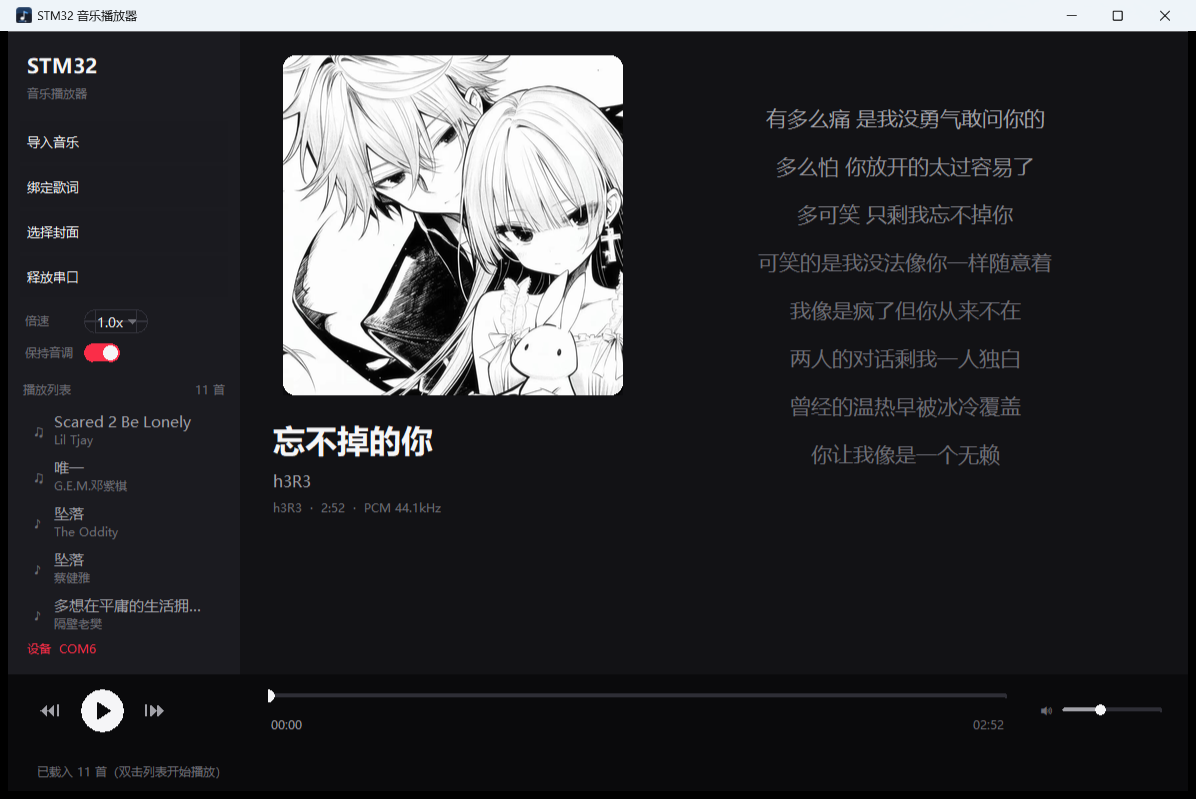 STM32 音乐播放器
STM32
音乐播放器
导入音乐
绑定歌词
选择封面
释放串口
倍速 1.0x
保持音调
播放列表 11 首
Scared 2 Be Lonely
Lil Tjay
唯一
G.E.M.邓紫棋
坠落
The Oddity
坠落
蔡健雅
多想在平庸的生活拥...
隔壁老樊
设备 COM6
忘不掉的你
h3R3
h3R3 · 2:52 · PCM 44.1kHz
有多么痛 是我没勇气敢问你的
多么怕 你放开的太过容易了
多可笑 只剩我忘不掉你
可笑的是我没法像你一样随意着
我像是疯了但你从来不在
两人的对话剩我一人独白
曾经的温热早被冰冷覆盖
你让我像是一个无赖
00:00 02:52
已载入 11 首 (双击列表开始播放)